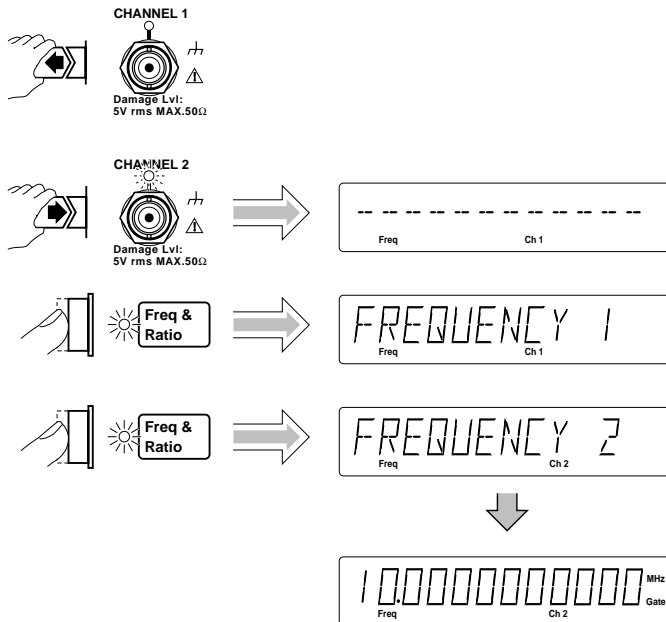 CHANNEL 1
Damage Lvl:
5V rms MAX.50Ω
CHANNEL 2
Damage Lvl:
5V rms MAX.50Ω
-- -- -- -- -- -- -- -- -- -- -- --
Freq Ch 1
Freq &
Ratio
FREQUENCY 1
Freq Ch 1
Freq &
Ratio
FREQUENCY 2
Freq Ch 2
10.00000000000 MHz
Gate
Freq Ch 2